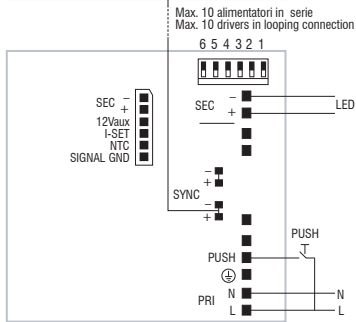 Max. 10 alimentatori in serie
Max. 10 drivers in looping connection
6 5 4 3 2 1
SEC − +
12Vaux
I-SET
NTC
SIGNAL GND
SEC
−
+
LED
−
+
SYNC
−
+
PUSH
PUSH
PRI
N
L
N
L